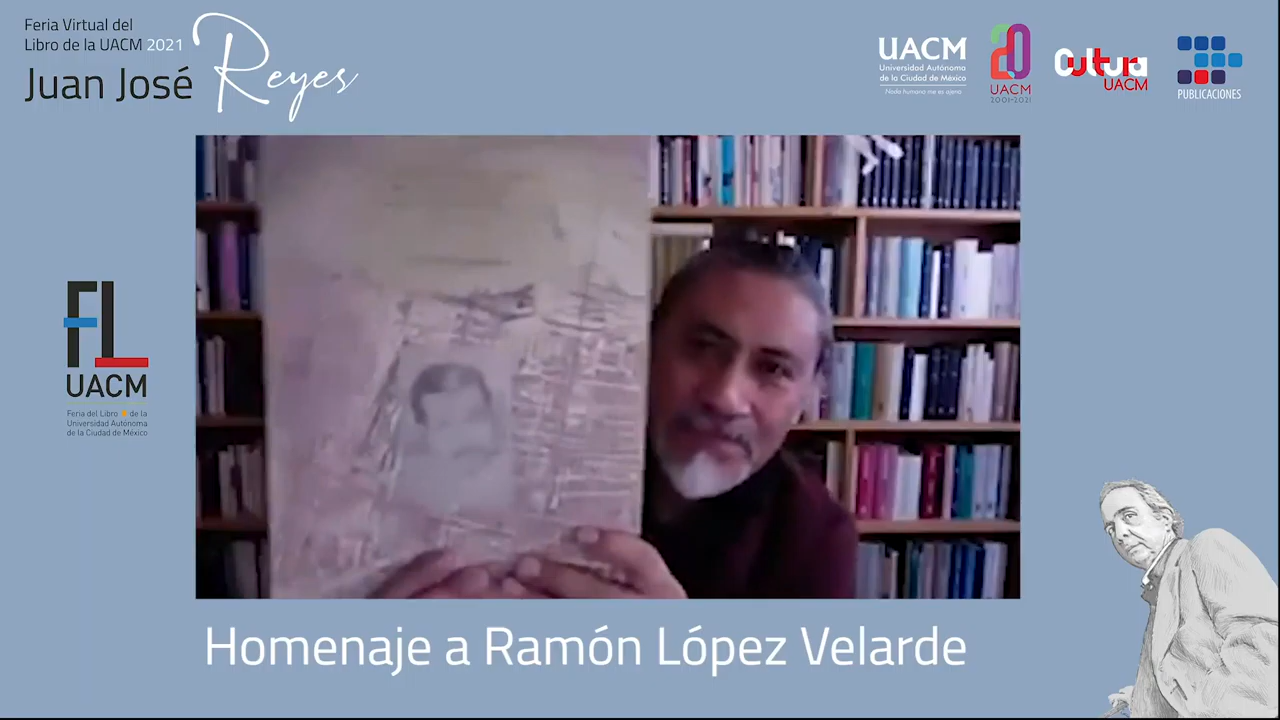 Feria Virtual del
Libro de la UACM 2021
Juan José Reyes
UACM
Universidad Autónoma
de la Ciudad de México
Nada humano me es ajeno
20
UACM
2001-2021
Cultura
UACM
PUBLICACIONES
FL
UACM
Feria del Libro de la
Universidad Autónoma
de la Ciudad de México
Homenaje a Ramón López Velarde